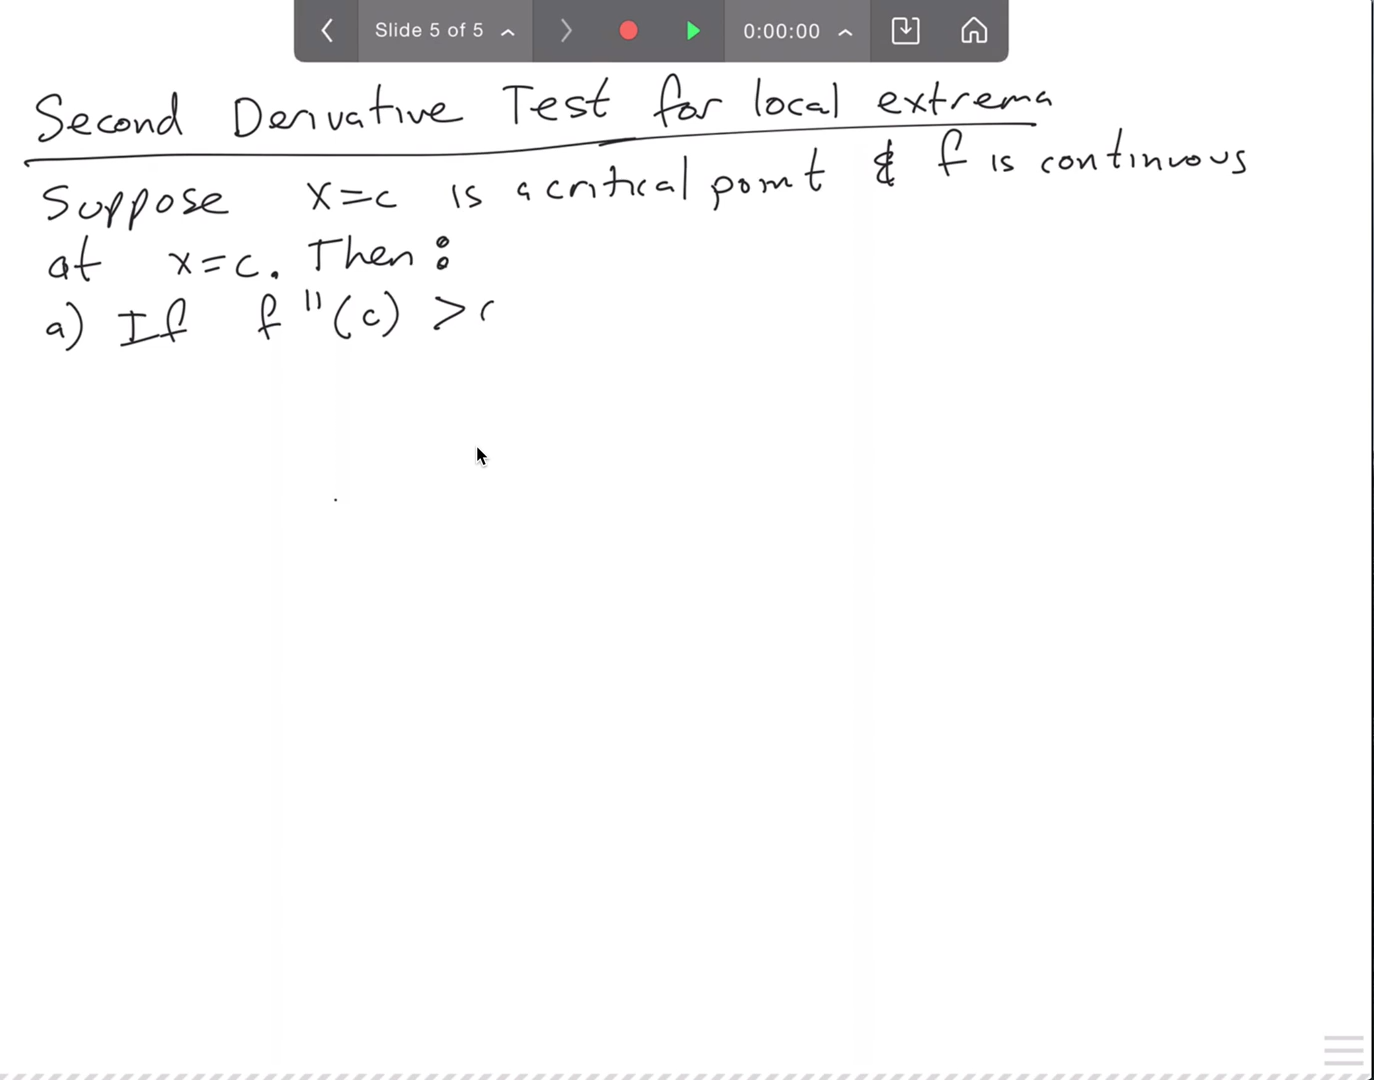 Slide 5 of 5
0:00:00
Second Derivative Test for local extrema
Suppose x=c is a critical point & f is continuous
at x=c. Then:
a) If f"(c) >